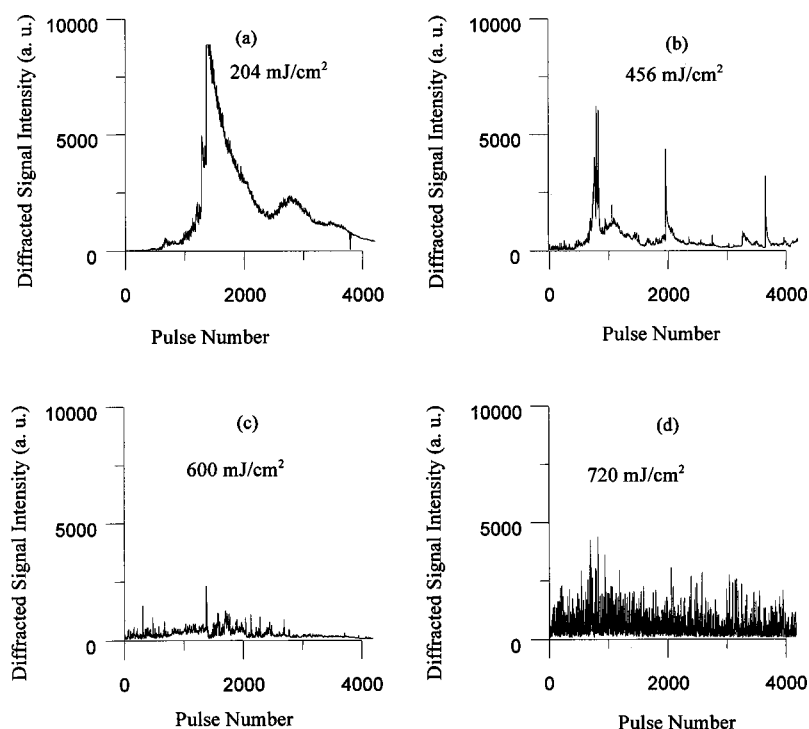 10000
5000
0
(a)
204 mJ/cm²
0 2000 4000
Pulse Number
Diffracted Signal Intensity (a. u.)
10000
5000
0
(b)
456 mJ/cm²
0 2000 4000
Pulse Number
Diffracted Signal Intensity (a. u.)
10000
5000
0
(c)
600 mJ/cm²
0 2000 4000
Pulse Number
Diffracted Signal Intensity (a. u.)
10000
5000
0
(d)
720 mJ/cm²
0 2000 4000
Pulse Number
Diffracted Signal Intensity (a. u.)